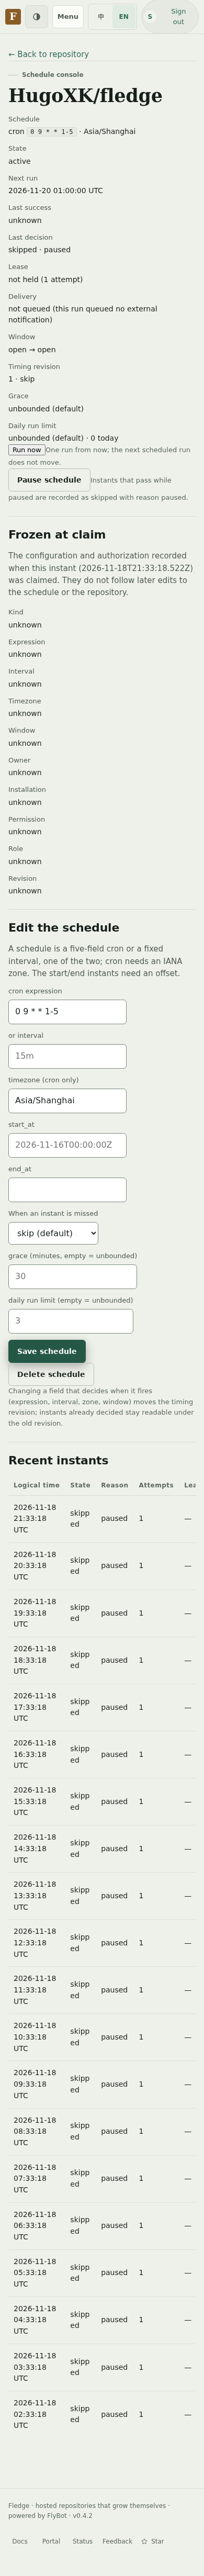 F
Menu
中
EN
S
Sign out
← Back to repository
Schedule console
HugoXK/fledge
Schedule
cron 0 9 * * 1-5 · Asia/Shanghai
State
active
Next run
2026-11-20 01:00:00 UTC
Last success
unknown
Last decision
skipped · paused
Lease
not held (1 attempt)
Delivery
not queued (this run queued no external
notification)
Window
open → open
Timing revision
1 · skip
Grace
unbounded (default)
Daily run limit
unbounded (default) · 0 today
Run now One run from now; the next scheduled run
does not move.
Pause schedule Instants that pass while
paused are recorded as skipped with reason paused.
Frozen at claim
The configuration and authorization recorded
when this instant (2026-11-18T21:33:18.522Z)
was claimed. They do not follow later edits to
the schedule or the repository.
Kind
unknown
Expression
unknown
Interval
unknown
Timezone
unknown
Window
unknown
Owner
unknown
Installation
unknown
Permission
unknown
Role
unknown
Revision
unknown
Edit the schedule
A schedule is a five-field cron or a fixed
interval, one of the two; cron needs an IANA
zone. The start/end instants need an offset.
cron expression
0 9 * * 1-5
or interval
15m
timezone (cron only)
Asia/Shanghai
start_at
2026-11-16T00:00:00Z
end_at
When an instant is missed
skip (default)
grace (minutes, empty = unbounded)
30
daily run limit (empty = unbounded)
3
Save schedule
Delete schedule
Changing a field that decides when it fires
(expression, interval, zone, window) moves the timing
revision; instants already decided stay readable under
the old revision.
Recent instants
Logical time State Reason Attempts Lea
2026-11-18 21:33:18 UTC skipped paused 1 —
2026-11-18 20:33:18 UTC skipped paused 1 —
2026-11-18 19:33:18 UTC skipped paused 1 —
2026-11-18 18:33:18 UTC skipped paused 1 —
2026-11-18 17:33:18 UTC skipped paused 1 —
2026-11-18 16:33:18 UTC skipped paused 1 —
2026-11-18 15:33:18 UTC skipped paused 1 —
2026-11-18 14:33:18 UTC skipped paused 1 —
2026-11-18 13:33:18 UTC skipped paused 1 —
2026-11-18 12:33:18 UTC skipped paused 1 —
2026-11-18 11:33:18 UTC skipped paused 1 —
2026-11-18 10:33:18 UTC skipped paused 1 —
2026-11-18 09:33:18 UTC skipped paused 1 —
2026-11-18 08:33:18 UTC skipped paused 1 —
2026-11-18 07:33:18 UTC skipped paused 1 —
2026-11-18 06:33:18 UTC skipped paused 1 —
2026-11-18 05:33:18 UTC skipped paused 1 —
2026-11-18 04:33:18 UTC skipped paused 1 —
2026-11-18 03:33:18 UTC skipped paused 1 —
2026-11-18 02:33:18 UTC skipped paused 1 —
Fledge · hosted repositories that grow themselves ·
powered by FlyBot · v0.4.2
Docs Portal Status Feedback ☆ Star